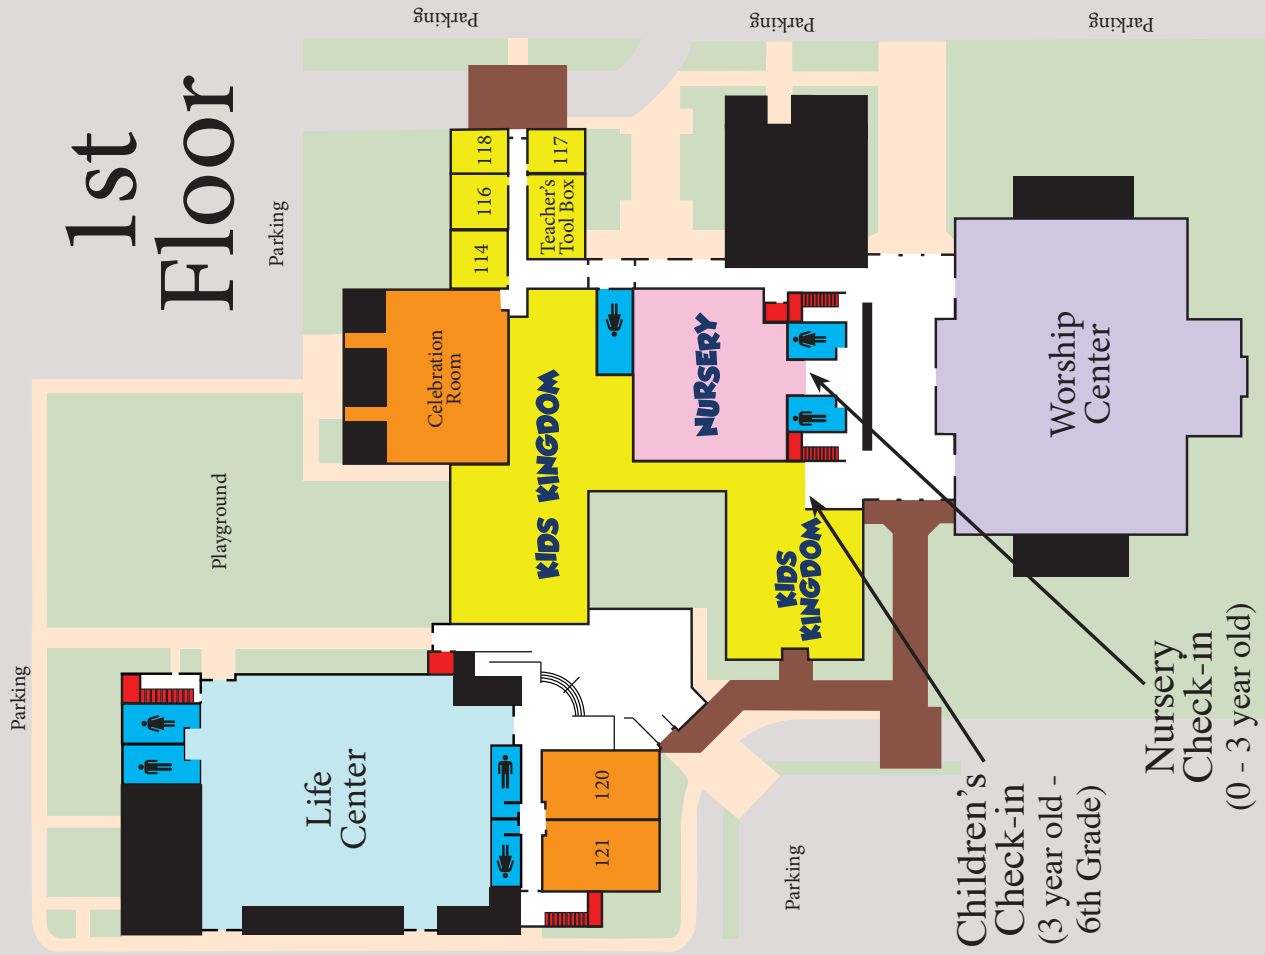 1st
Floor
Parking
Parking
Parking
Parking
Parking
Parking
Playground
118
116
114
117
Teacher's
Tool Box
Celebration
Room
KIDS KINGDOM
NURSERY
KIDS
KINGDOM
Worship
Center
Life
Center
120
121
Children's
Check-in
(3 year old -
6th Grade)
Nursery
Check-in
(0 - 3 year old)